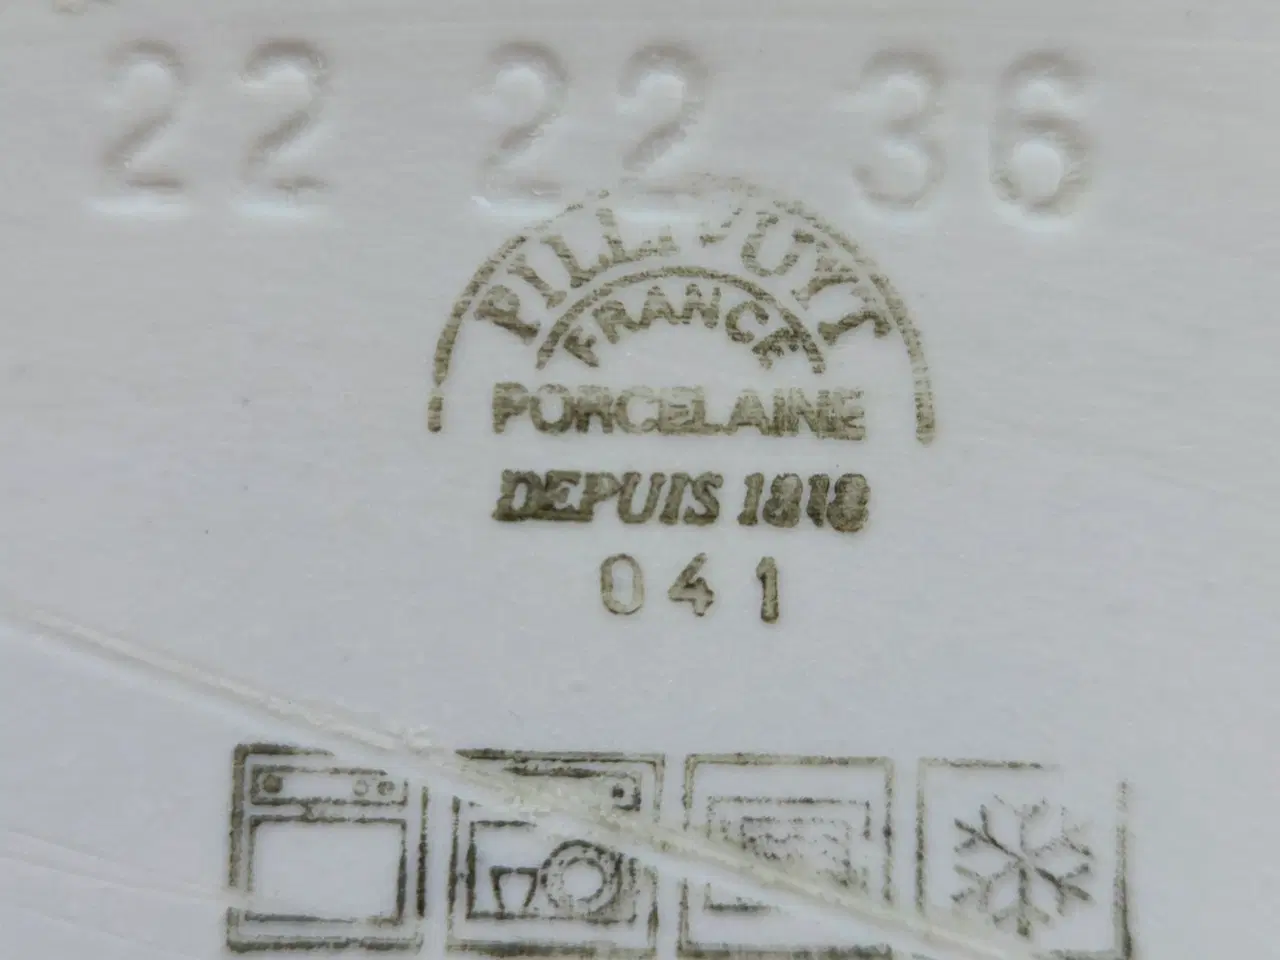 22 22 36
PILLIVUYT
FRANCE
PORCELAINE
DEPUIS 1818
041